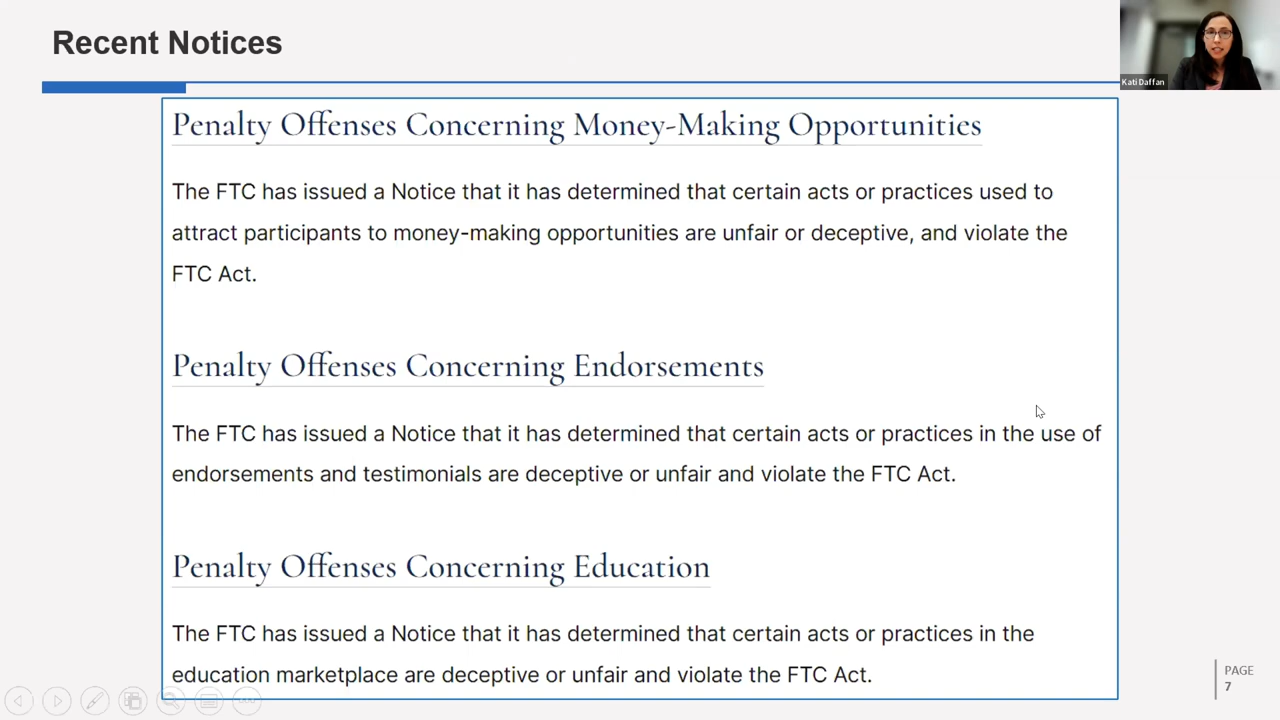 Recent Notices
Kati Daffan
Penalty Offenses Concerning Money-Making Opportunities
The FTC has issued a Notice that it has determined that certain acts or practices used to
attract participants to money-making opportunities are unfair or deceptive, and violate the
FTC Act.
Penalty Offenses Concerning Endorsements
The FTC has issued a Notice that it has determined that certain acts or practices in the use of
endorsements and testimonials are deceptive or unfair and violate the FTC Act.
Penalty Offenses Concerning Education
The FTC has issued a Notice that it has determined that certain acts or practices in the
education marketplace are deceptive or unfair and violate the FTC Act.
PAGE
7